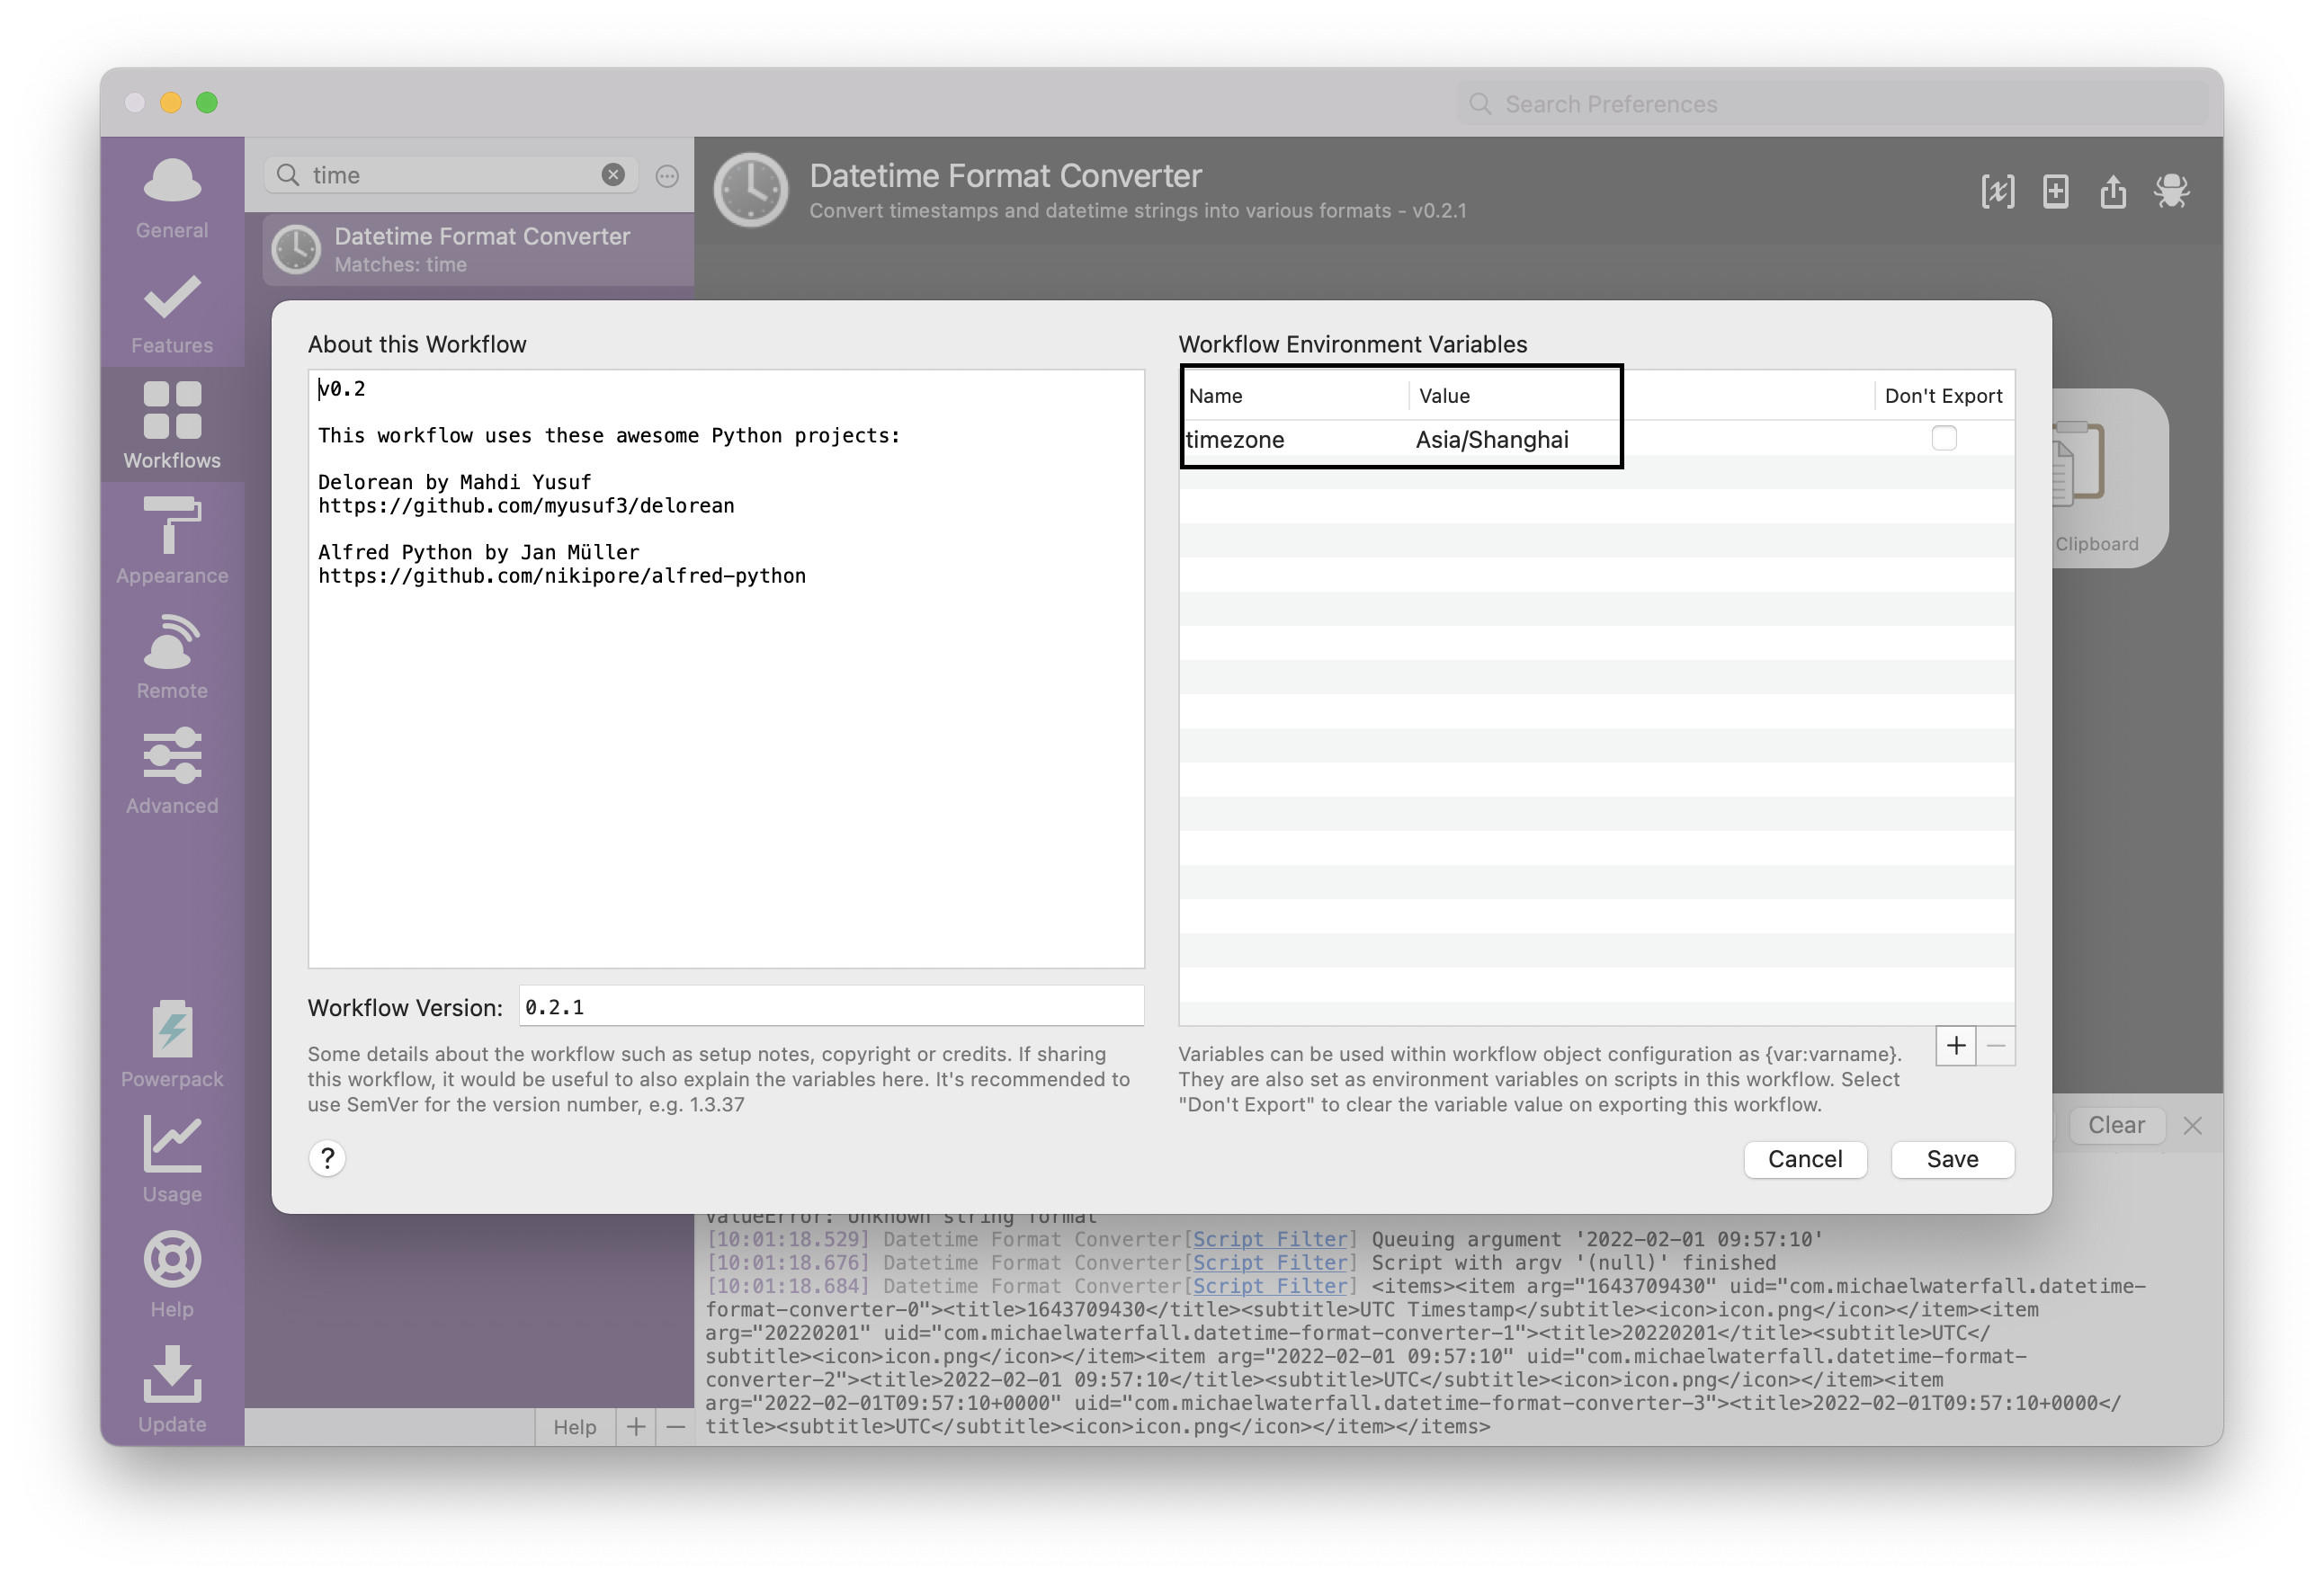 Search Preferences
time
General
Datetime Format Converter
Matches: time
Datetime Format Converter
Convert timestamps and datetime strings into various formats - v0.2.1
Features
Workflows
Appearance
Remote
Advanced
Powerpack
Usage
Help
Update
About this Workflow
v0.2
This workflow uses these awesome Python projects:
Delorean by Mahdi Yusuf
https://github.com/myusuf3/delorean
Alfred Python by Jan Müller
https://github.com/nikipore/alfred-python
Workflow Version: 0.2.1
Some details about the workflow such as setup notes, copyright or credits. If sharing
this workflow, it would be useful to also explain the variables here. It's recommended to
use SemVer for the version number, e.g. 1.3.37
?
Workflow Environment Variables
Name Value Don't Export
timezone Asia/Shanghai
Variables can be used within workflow object configuration as {var:varname}.
They are also set as environment variables on scripts in this workflow. Select
"Don't Export" to clear the variable value on exporting this workflow.
Cancel Save
Clipboard
Clear
ValueError: Unknown string format
[10:01:18.529] Datetime Format Converter[Script Filter] Queuing argument '2022-02-01 09:57:10'
[10:01:18.676] Datetime Format Converter[Script Filter] Script with argv '(null)' finished
[10:01:18.684] Datetime Format Converter[Script Filter] <items><item arg="1643709430" uid="com.michaelwaterfall.datetime-
format-converter-0"><title>1643709430</title><subtitle>UTC Timestamp</subtitle><icon>icon.png</icon></item><item
arg="20220201" uid="com.michaelwaterfall.datetime-format-converter-1"><title>20220201</title><subtitle>UTC</
subtitle><icon>icon.png</icon></item><item arg="2022-02-01 09:57:10" uid="com.michaelwaterfall.datetime-format-
converter-2"><title>2022-02-01 09:57:10</title><subtitle>UTC</subtitle><icon>icon.png</icon></item><item
arg="2022-02-01T09:57:10+0000" uid="com.michaelwaterfall.datetime-format-converter-3"><title>2022-02-01T09:57:10+0000</
title><subtitle>UTC</subtitle><icon>icon.png</icon></item></items>
Help + −